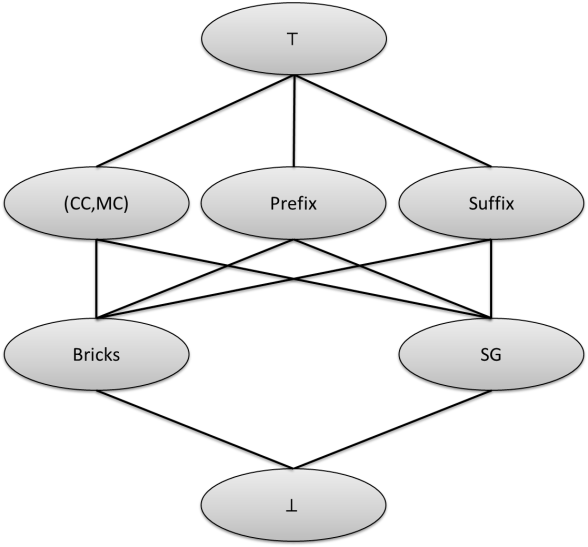 ⊤
(CC,MC)
Prefix
Suffix
Bricks
SG
⊥